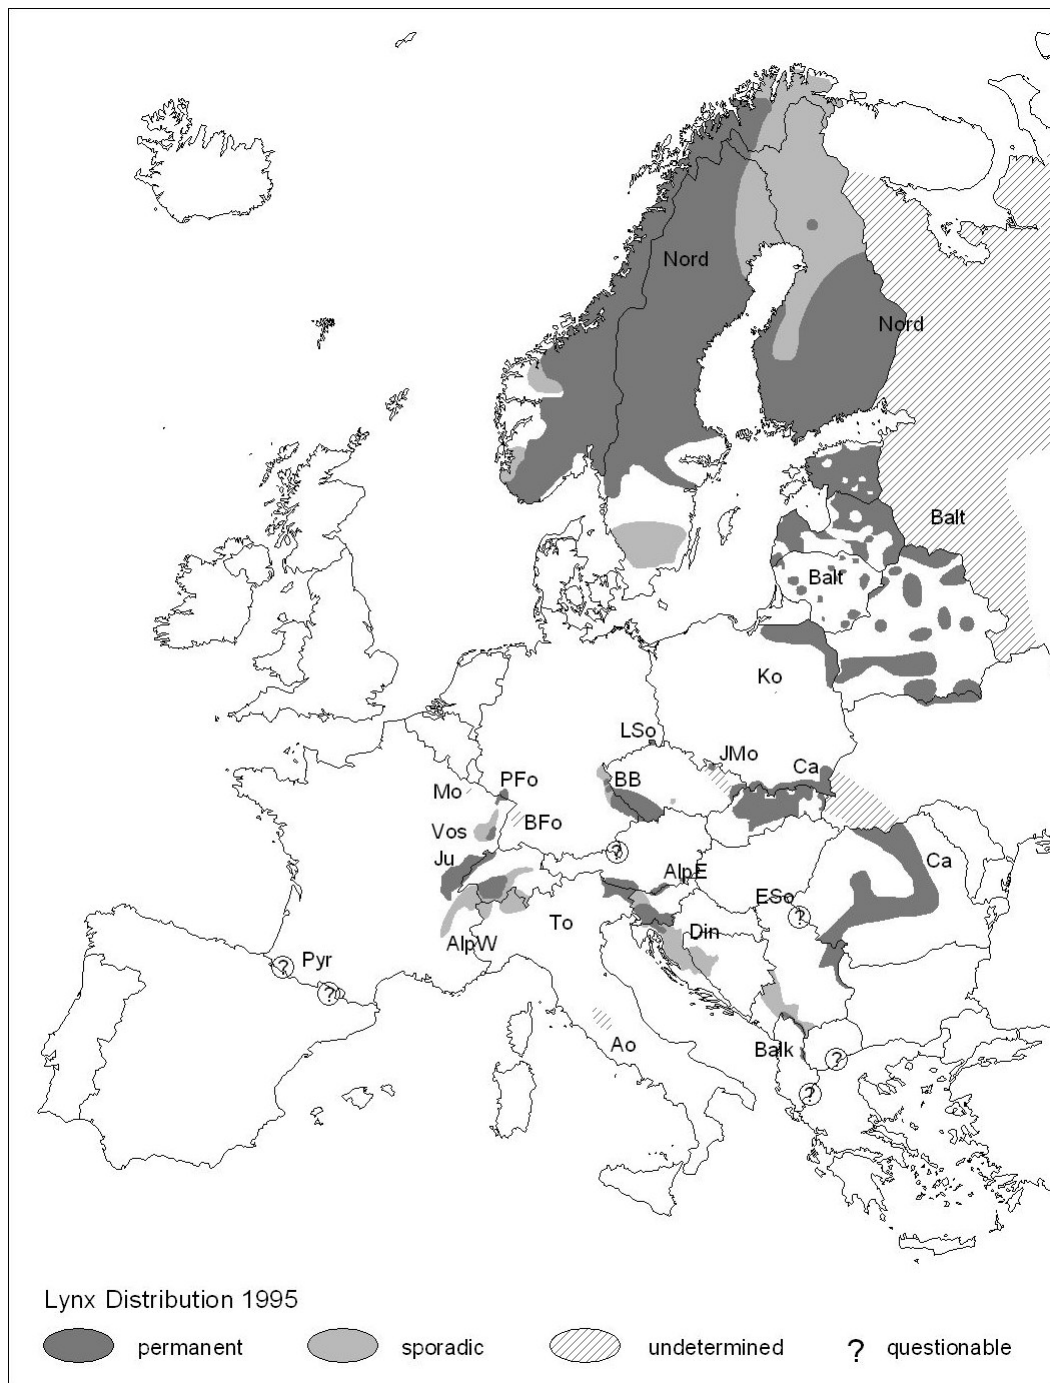 Nord
Nord
Balt
Balt
Ko
LSo
JMo
Ca
PFo
BB
Mo
BFo
Vos
Ju
?
AlpE
Ca
ESo
?
To
Din
AlpW
Pyr
?
?
Ao
Balk
?
?
Lynx Distribution 1995
permanent sporadic undetermined ? questionable